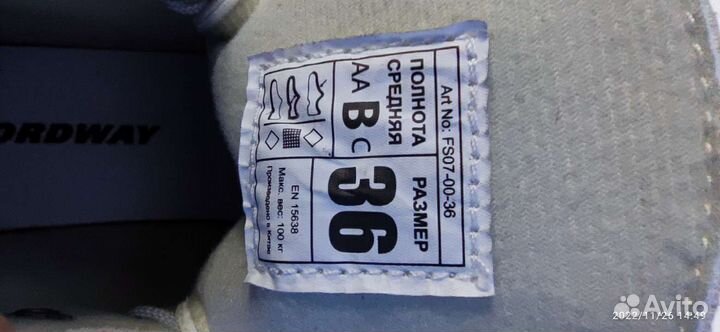 ORDWAY
Art No: FS07-00-36
ПОЛНОТА
СРЕДНЯЯ
AA B C
РАЗМЕР
36
EN 15638
Макс. вес: 100 кг
Произведено в Китае
2022/11/26 14:49
Avito